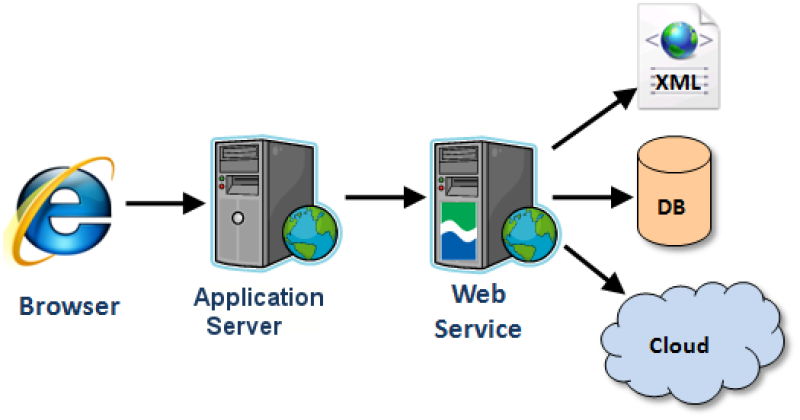 XML
DB
Browser
Application
Server
Web
Service
Cloud